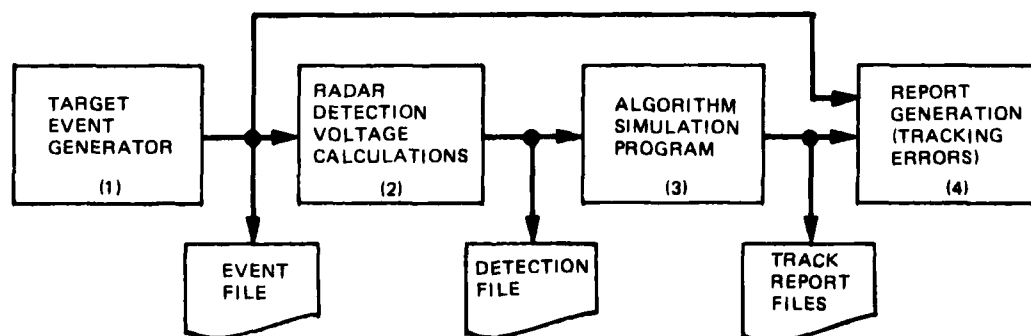 TARGET
EVENT
GENERATOR
(1)
RADAR
DETECTION
VOLTAGE
CALCULATIONS
(2)
ALGORITHM
SIMULATION
PROGRAM
(3)
REPORT
GENERATION
(TRACKING
ERRORS)
(4)
EVENT
FILE
DETECTION
FILE
TRACK
REPORT
FILES